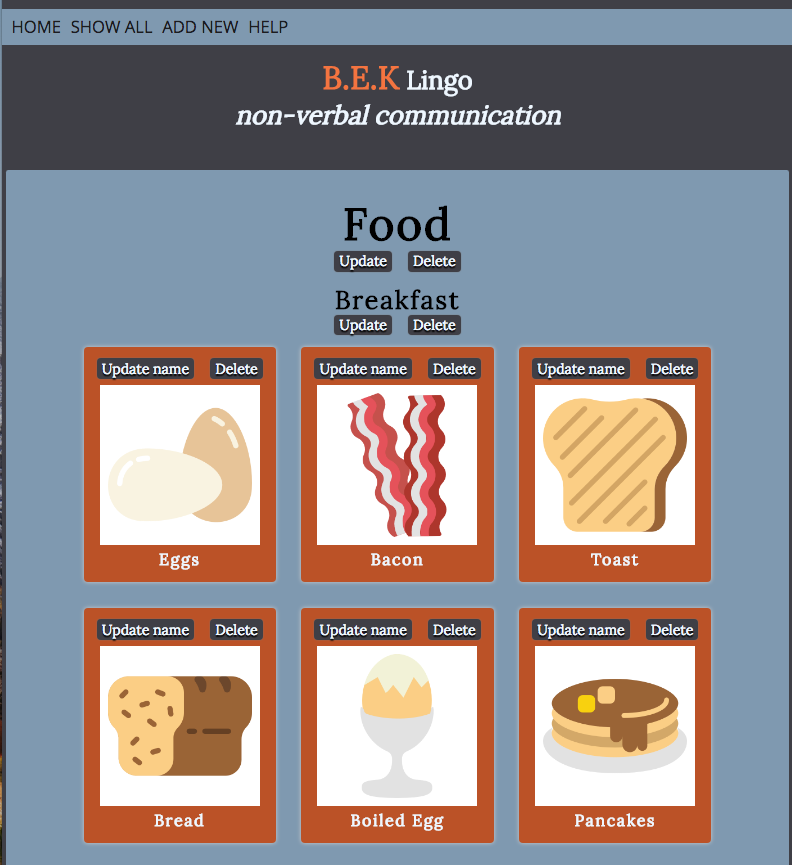 HOME SHOW ALL ADD NEW HELP
B.E.K Lingo
non-verbal communication
Food
Update Delete
Breakfast
Update Delete
Update name Delete Update name Delete Update name Delete
Eggs Bacon Toast
Update name Delete Update name Delete Update name Delete
Bread Boiled Egg Pancakes